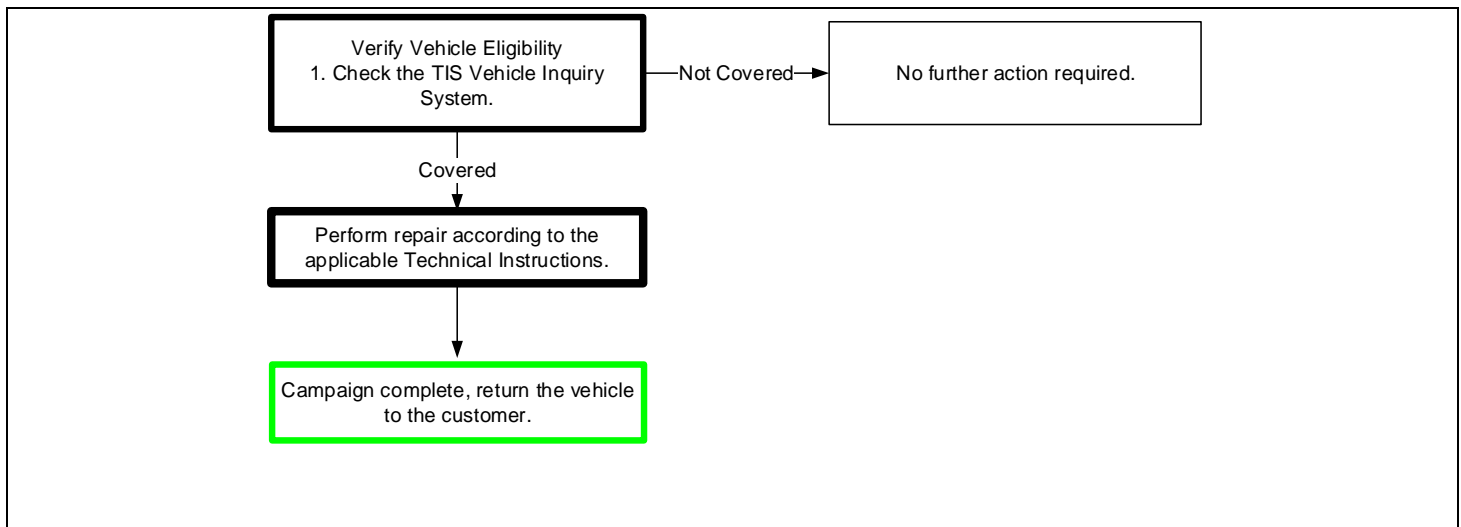 Verify Vehicle Eligibility
1. Check the TIS Vehicle Inquiry
System.
Not Covered
No further action required.
Covered
Perform repair according to the
applicable Technical Instructions.
Campaign complete, return the vehicle
to the customer.